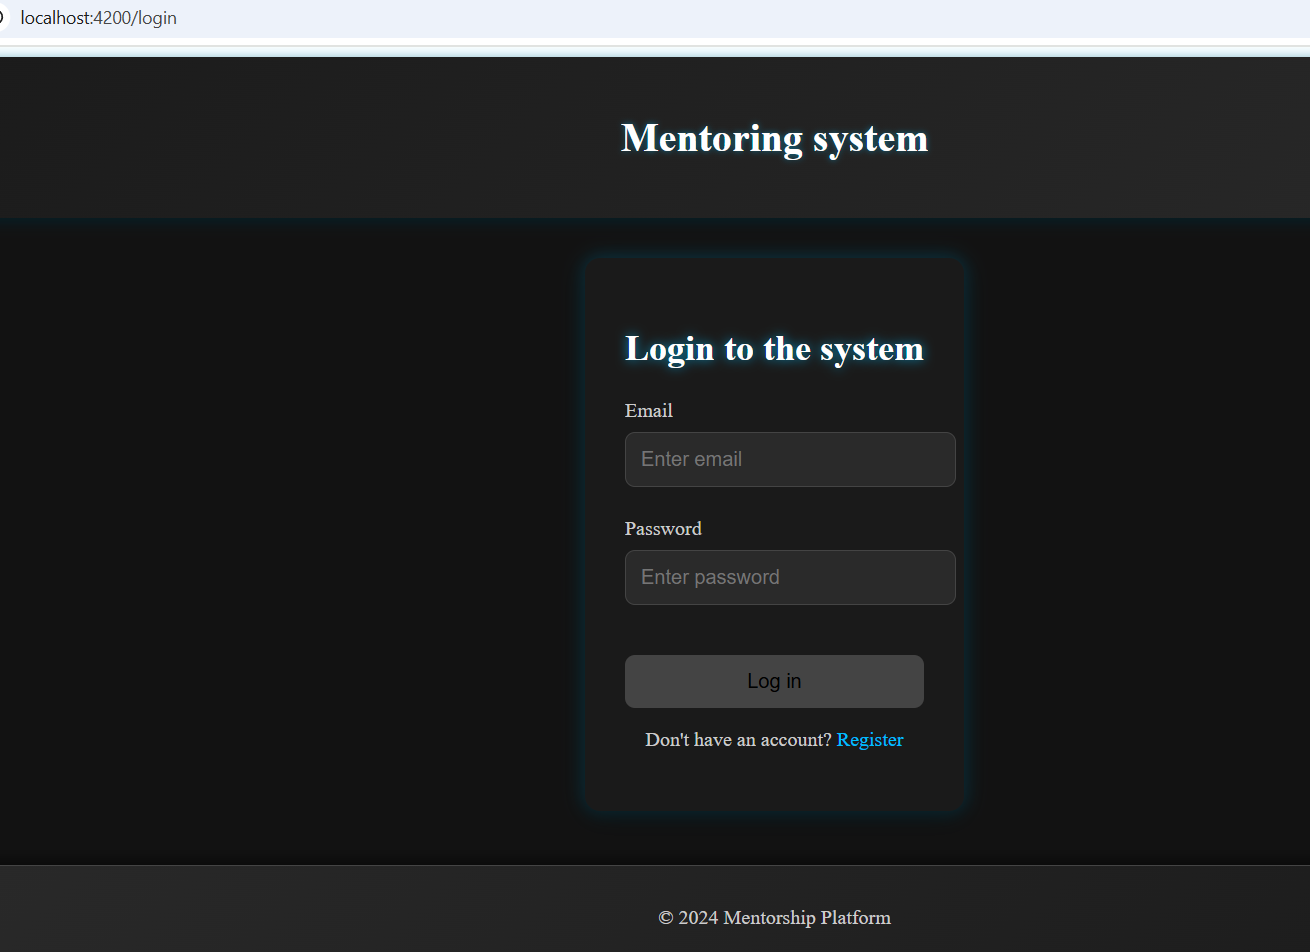 localhost:4200/login
Mentoring system
Login to the system
Email
Enter email
Password
Enter password
Log in
Don't have an account? Register
© 2024 Mentorship Platform